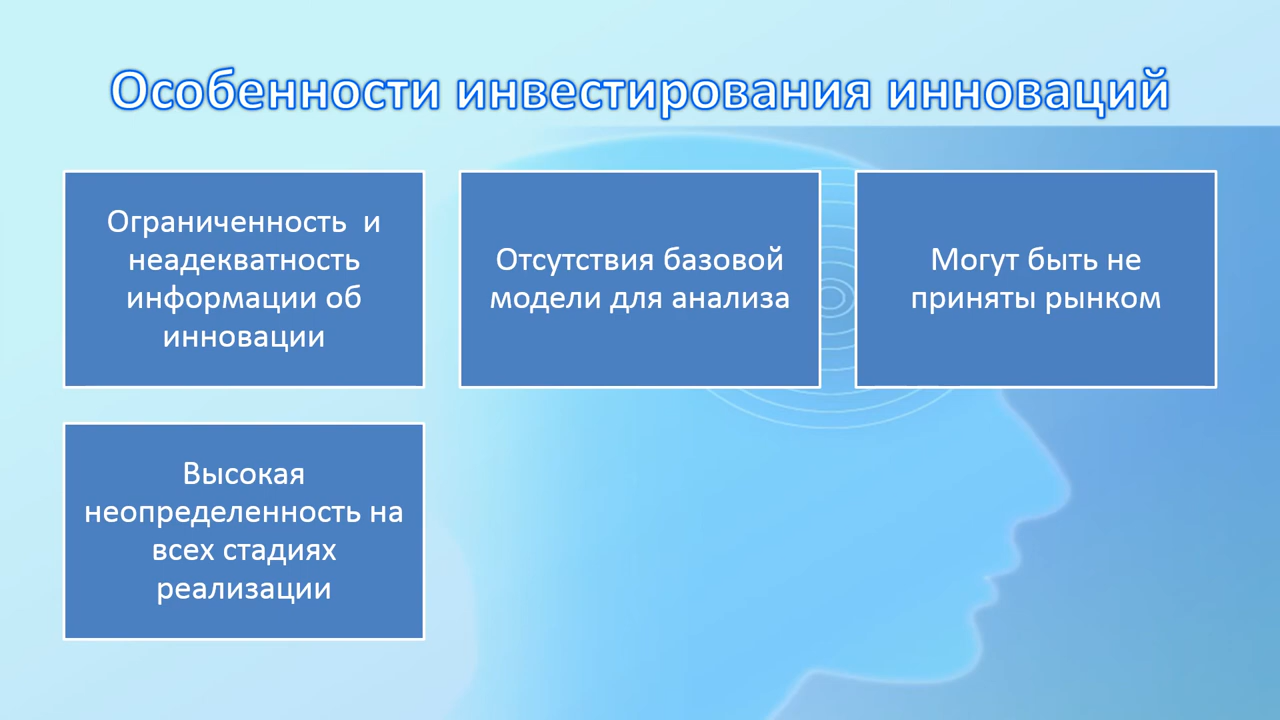 Особенности инвестирования инноваций
Ограниченность и
неадекватность
информации об
инновации
Отсутствия базовой
модели для анализа
Могут быть не
приняты рынком
Высокая
неопределенность на
всех стадиях
реализации